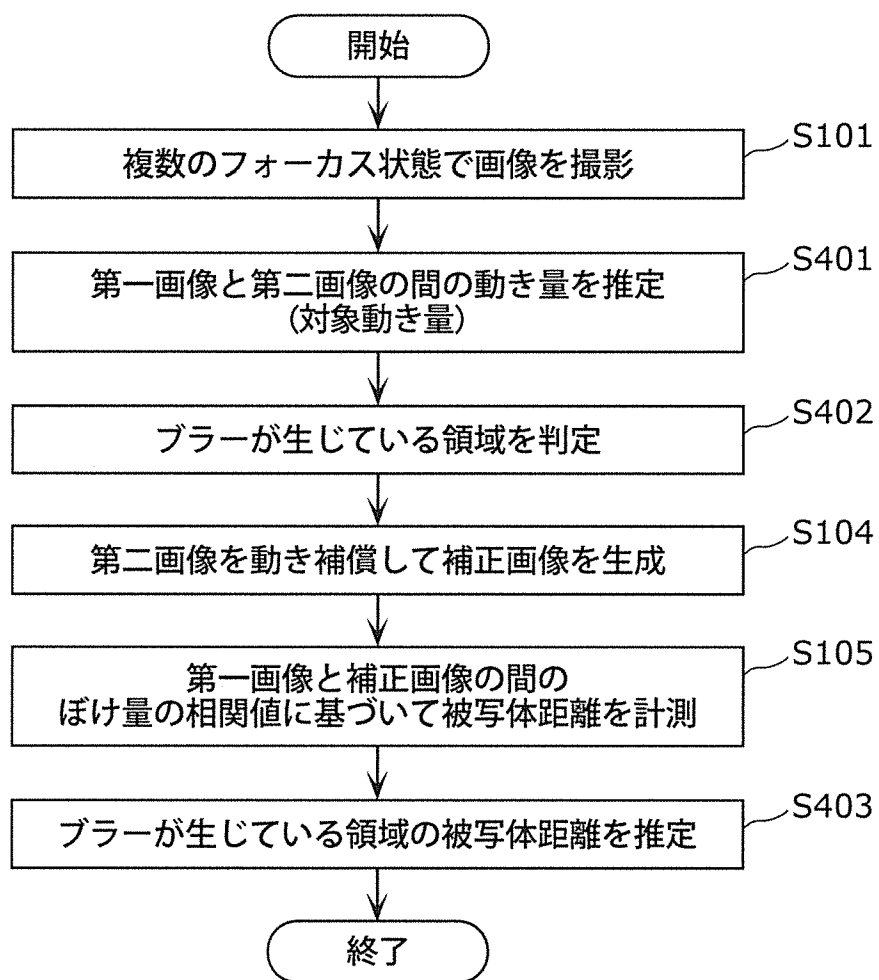 開始
複数のフォーカス状態で画像を撮影
S101
第一画像と第二画像の間の動き量を推定
(対象動き量)
S401
ブラーが生じている領域を判定
S402
第二画像を動き補償して補正画像を生成
S104
第一画像と補正画像の間の
ぼけ量の相関値に基づいて被写体距離を計測
S105
ブラーが生じている領域の被写体距離を推定
S403
終了